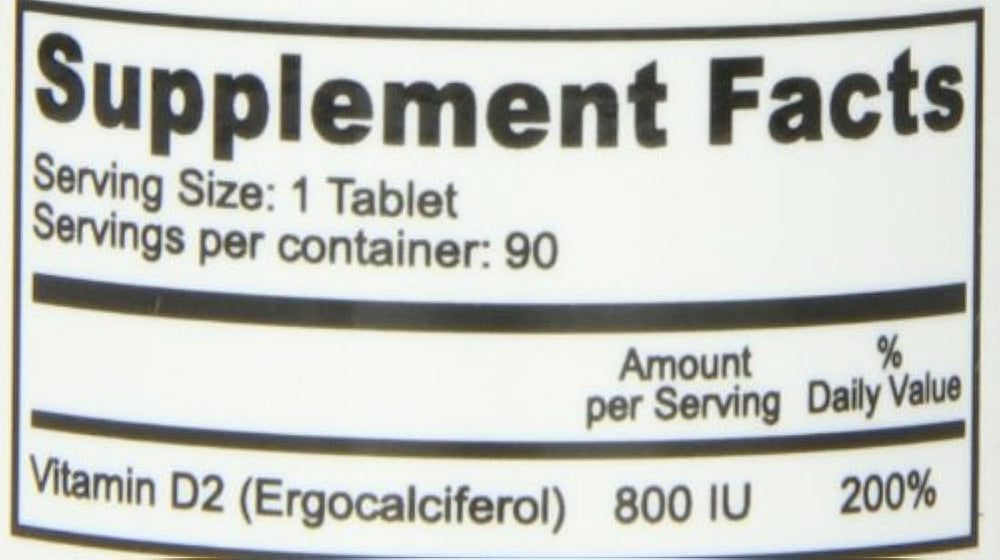 Supplement Facts
Serving Size: 1 Tablet
Servings per container: 90
Amount per Serving
% Daily Value
Vitamin D2 (Ergocalciferol) 800 IU 200%